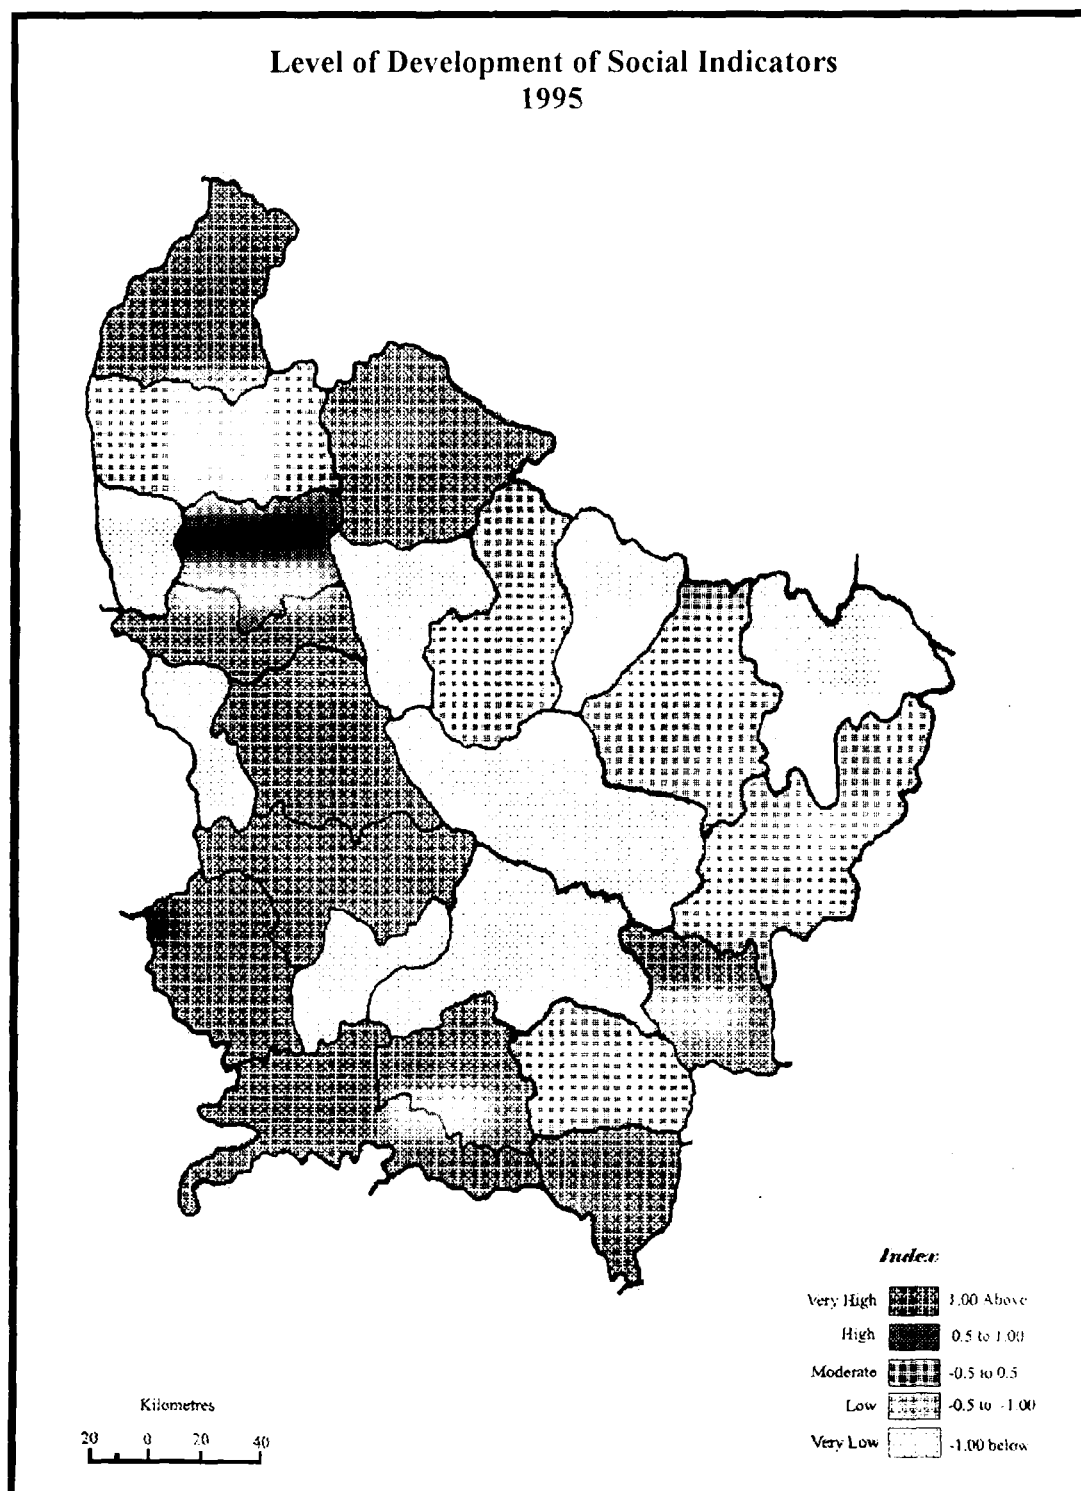 Level of Development of Social Indicators
1995
Index
Very High 1.00 Above
High 0.5 to 1.00
Moderate -0.5 to 0.5
Low -0.5 to -1.00
Very Low -1.00 below
Kilometres
20 0 20 40